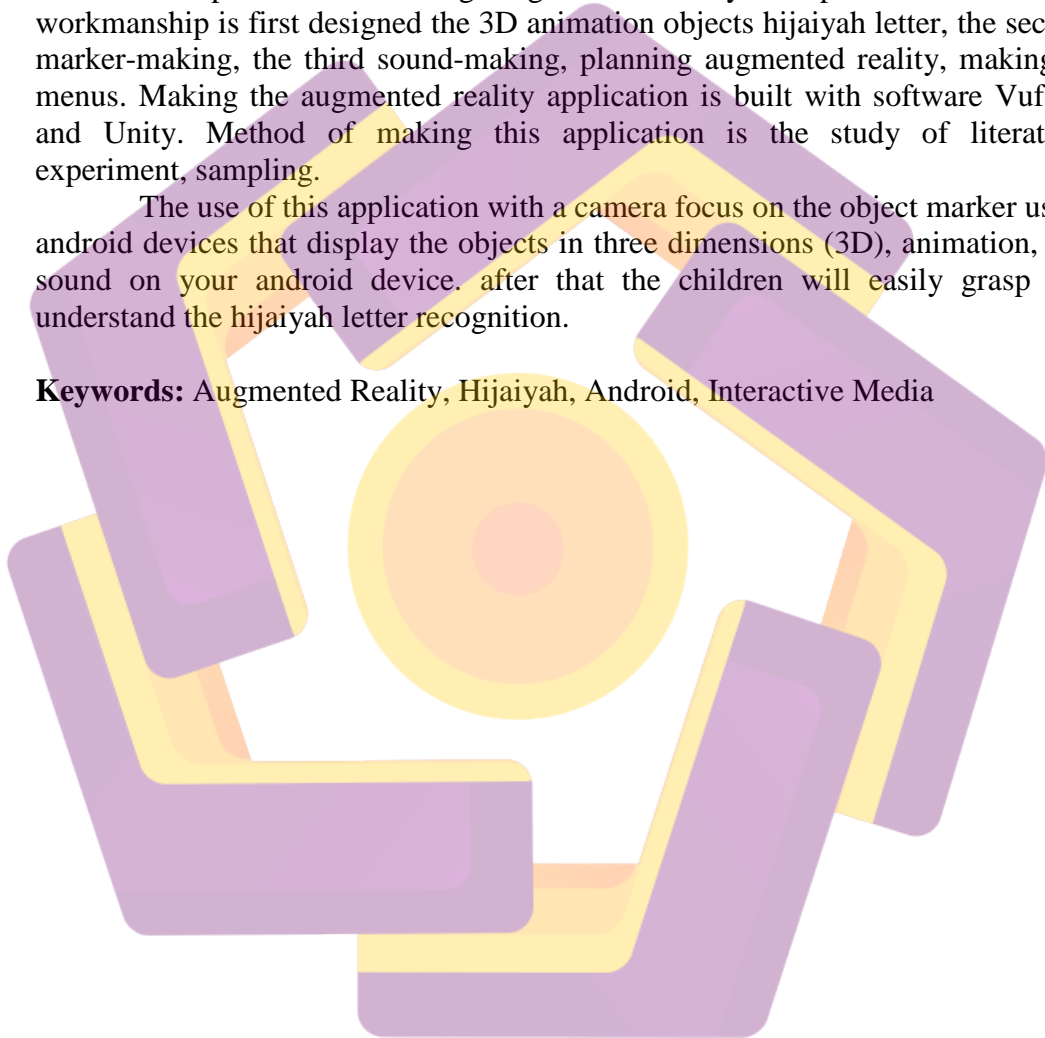 workmanship is first designed the 3D animation objects hijaiyah letter, the sec
marker-making, the third sound-making, planning augmented reality, making
menus. Making the augmented reality application is built with software Vuf
and Unity. Method of making this application is the study of literat
experiment, sampling.
The use of this application with a camera focus on the object marker us
android devices that display the objects in three dimensions (3D), animation,
sound on your android device. after that the children will easily grasp
understand the hijaiyah letter recognition.
Keywords: Augmented Reality, Hijaiyah, Android, Interactive Media